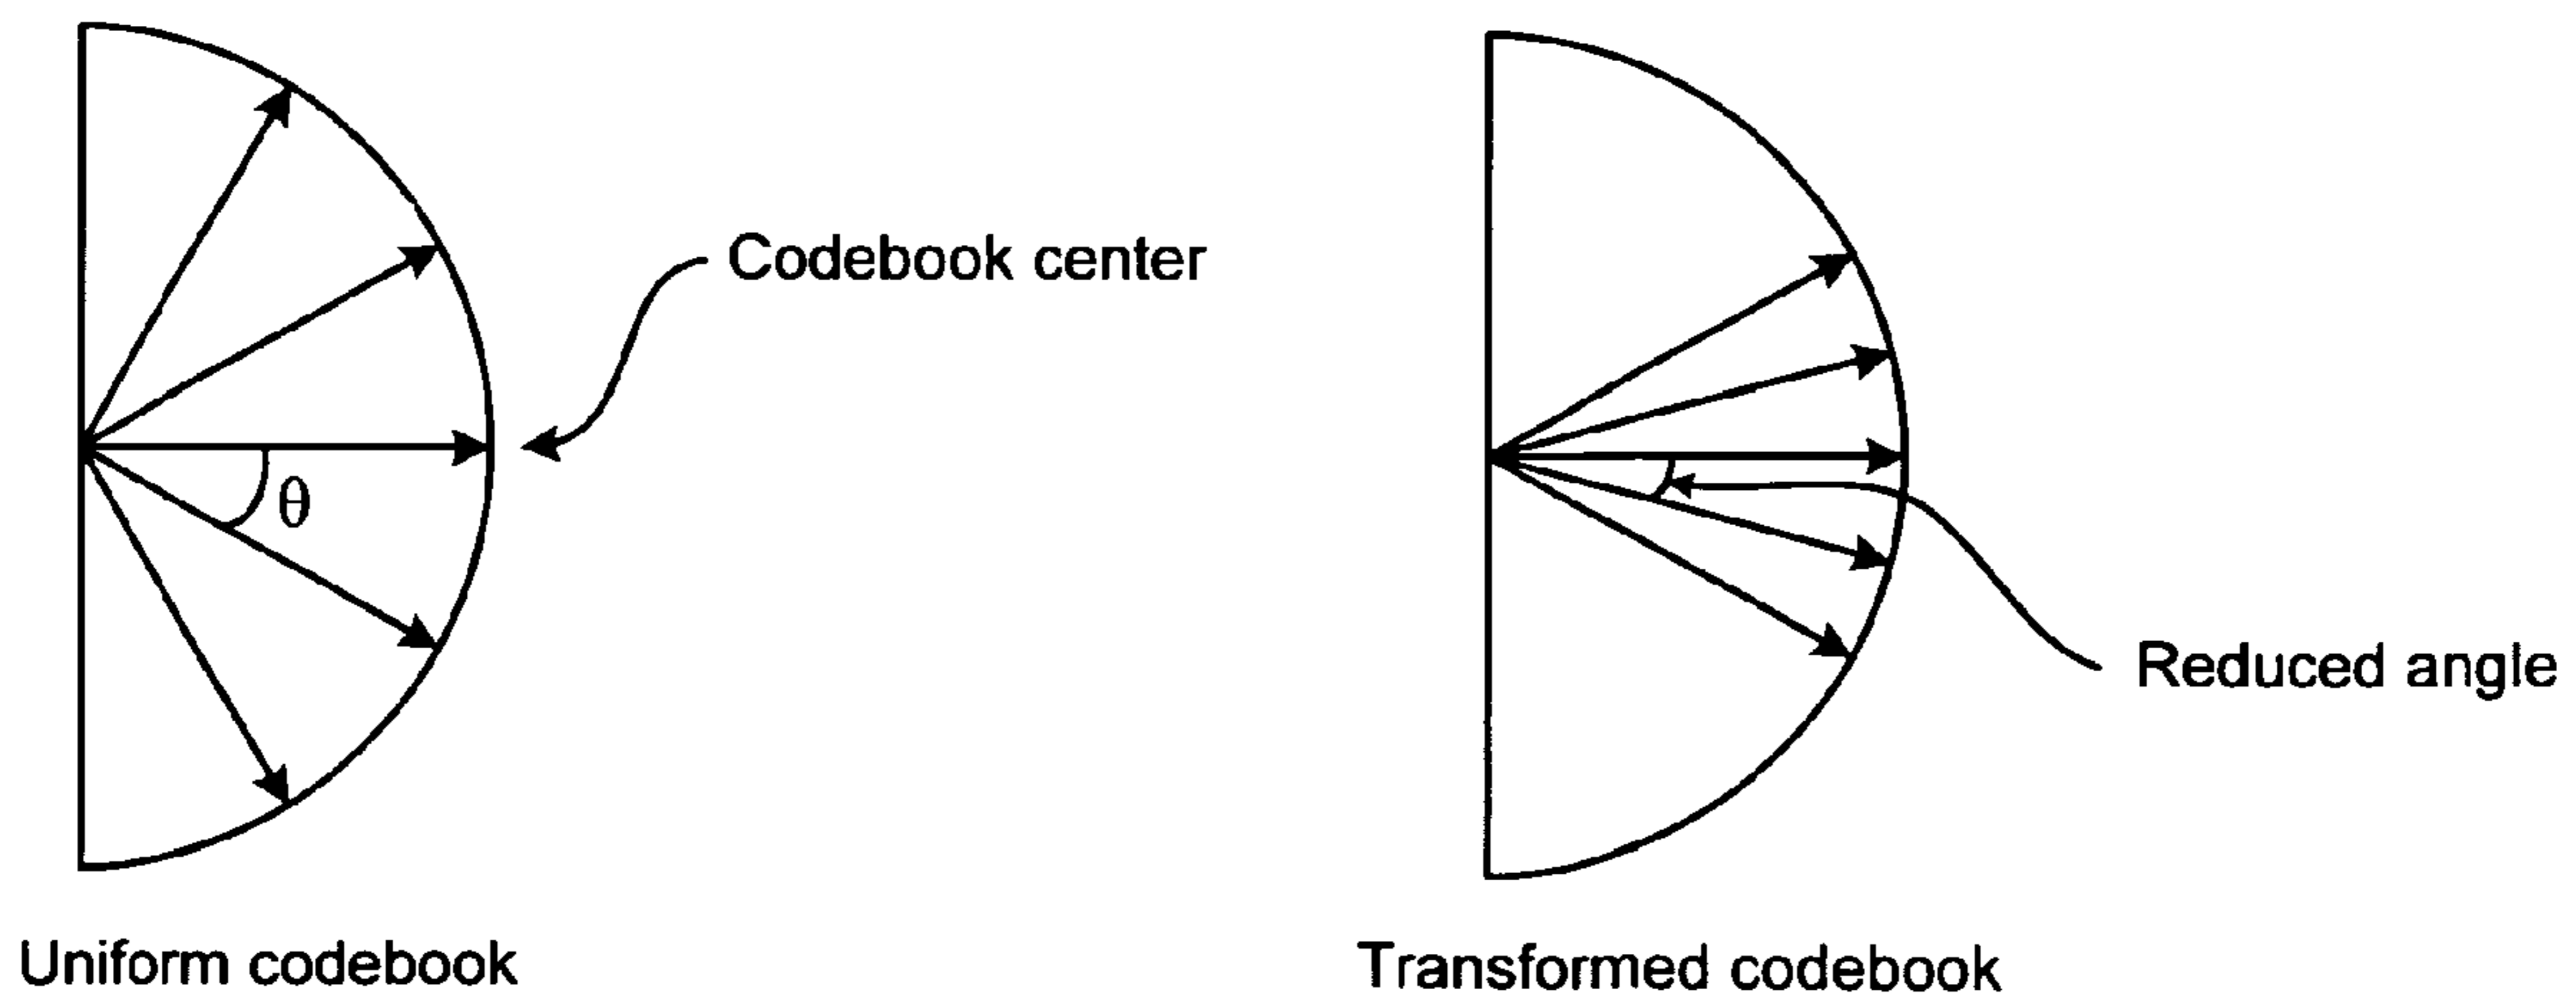 Codebook center
θ
Reduced angle
Uniform codebook
Transformed codebook